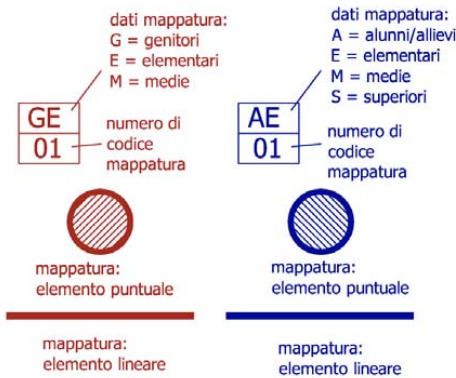 dati mappatura:
G = genitori
E = elementari
M = medie
GE
01
numero di
codice
mappatura
mappatura:
elemento puntuale
mappatura:
elemento lineare
dati mappatura:
A = alunni/allievi
E = elementari
M = medie
S = superiori
AE
01
numero di
codice
mappatura
mappatura:
elemento puntuale
mappatura:
elemento lineare